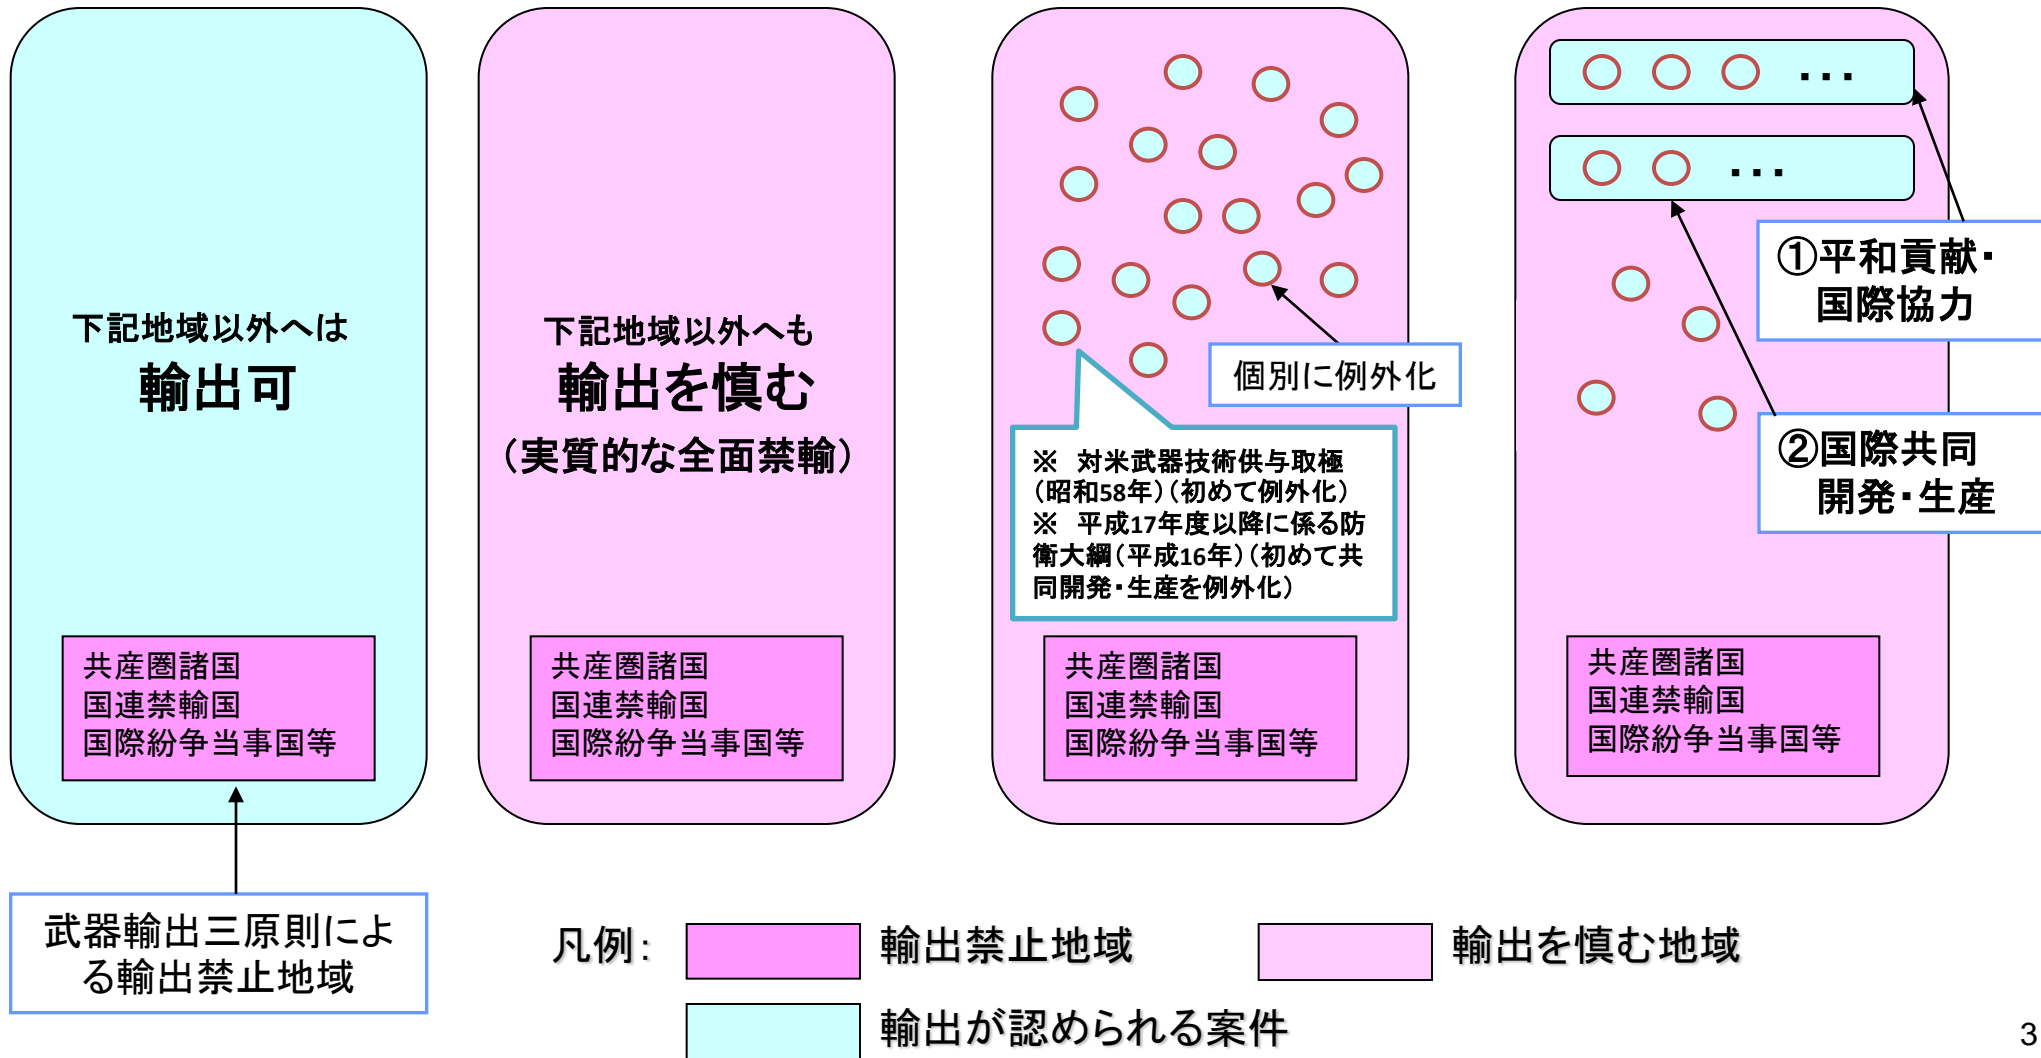 下記地域以外へは
輸出可
共産圏諸国
国連禁輸国
国際紛争当事国等
武器輸出三原則によ
る輸出禁止地域
下記地域以外へも
輸出を慎む
（実質的な全面禁輸）
共産圏諸国
国連禁輸国
国際紛争当事国等
個別に例外化
※　対米武器技術供与取極
（昭和58年）（初めて例外化）
※　平成17年度以降に係る防
衛大綱（平成16年）（初めて共
同開発・生産を例外化）
共産圏諸国
国連禁輸国
国際紛争当事国等
・・・
・・・
①平和貢献・
国際協力
②国際共同
開発・生産
共産圏諸国
国連禁輸国
国際紛争当事国等
凡例：
輸出禁止地域
輸出を慎む地域
輸出が認められる案件
3